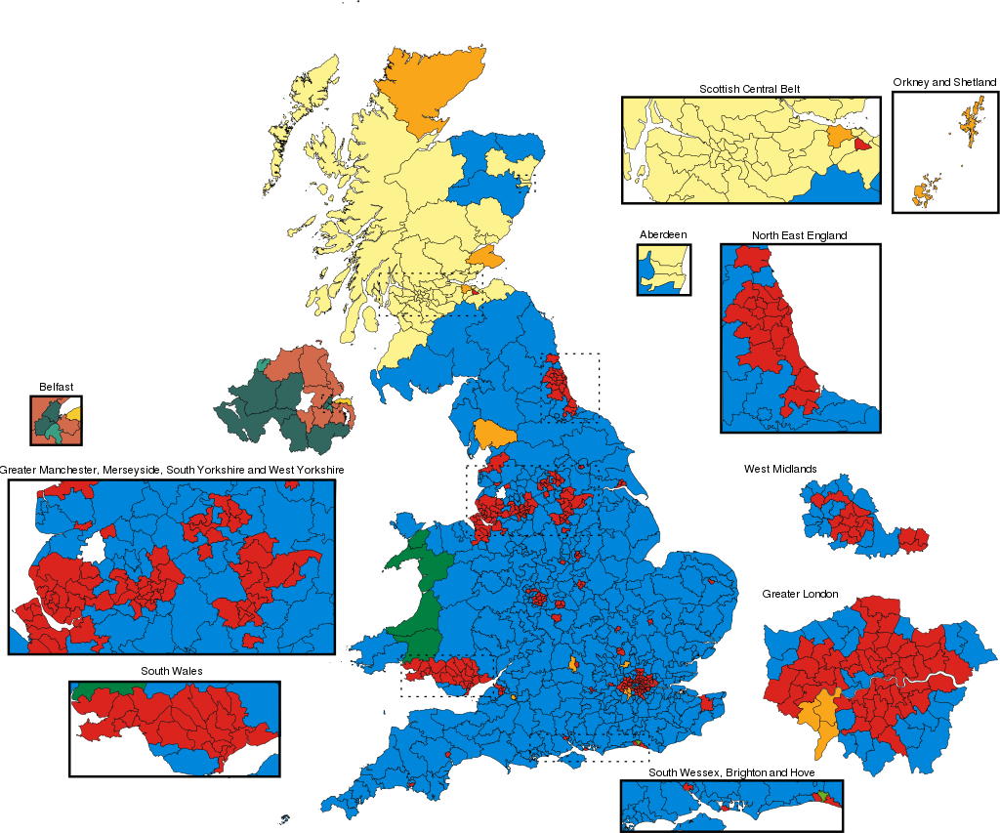 Orkney and Shetland
Scottish Central Belt
Aberdeen
North East England
Belfast
Greater Manchester, Merseyside, South Yorkshire and West Yorkshire
West Midlands
Greater London
South Wales
South Wessex, Brighton and Hove